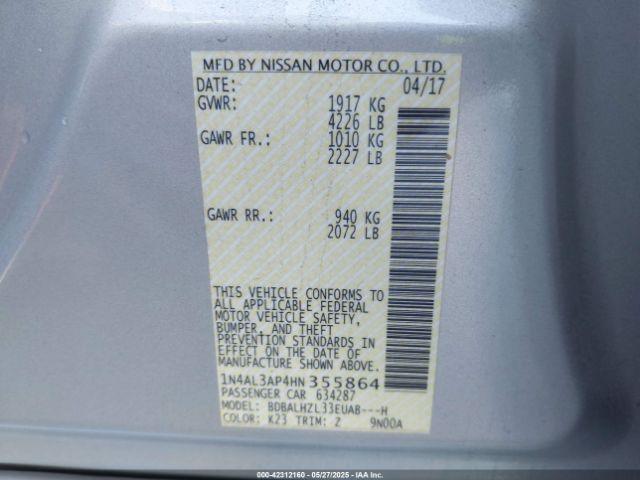 MFD BY NISSAN MOTOR CO., LTD.
DATE: 04/17
GVWR: 1917 KG
4226 LB
GAWR FR.: 1010 KG
2227 LB
GAWR RR.: 940 KG
2072 LB
THIS VEHICLE CONFORMS TO
ALL APPLICABLE FEDERAL
MOTOR VEHICLE SAFETY,
BUMPER, AND THEFT
PREVENTION STANDARDS IN
EFFECT ON THE DATE OF
MANUFACTURE SHOWN ABOVE.
1N4AL3AP4HN355864
PASSENGER CAR 634287
MODEL: BDBALHZL33EUAB---H
COLOR: K23 TRIM: Z 9N00A
000-42312160 - 05/27/2025 - © IAA, Inc.